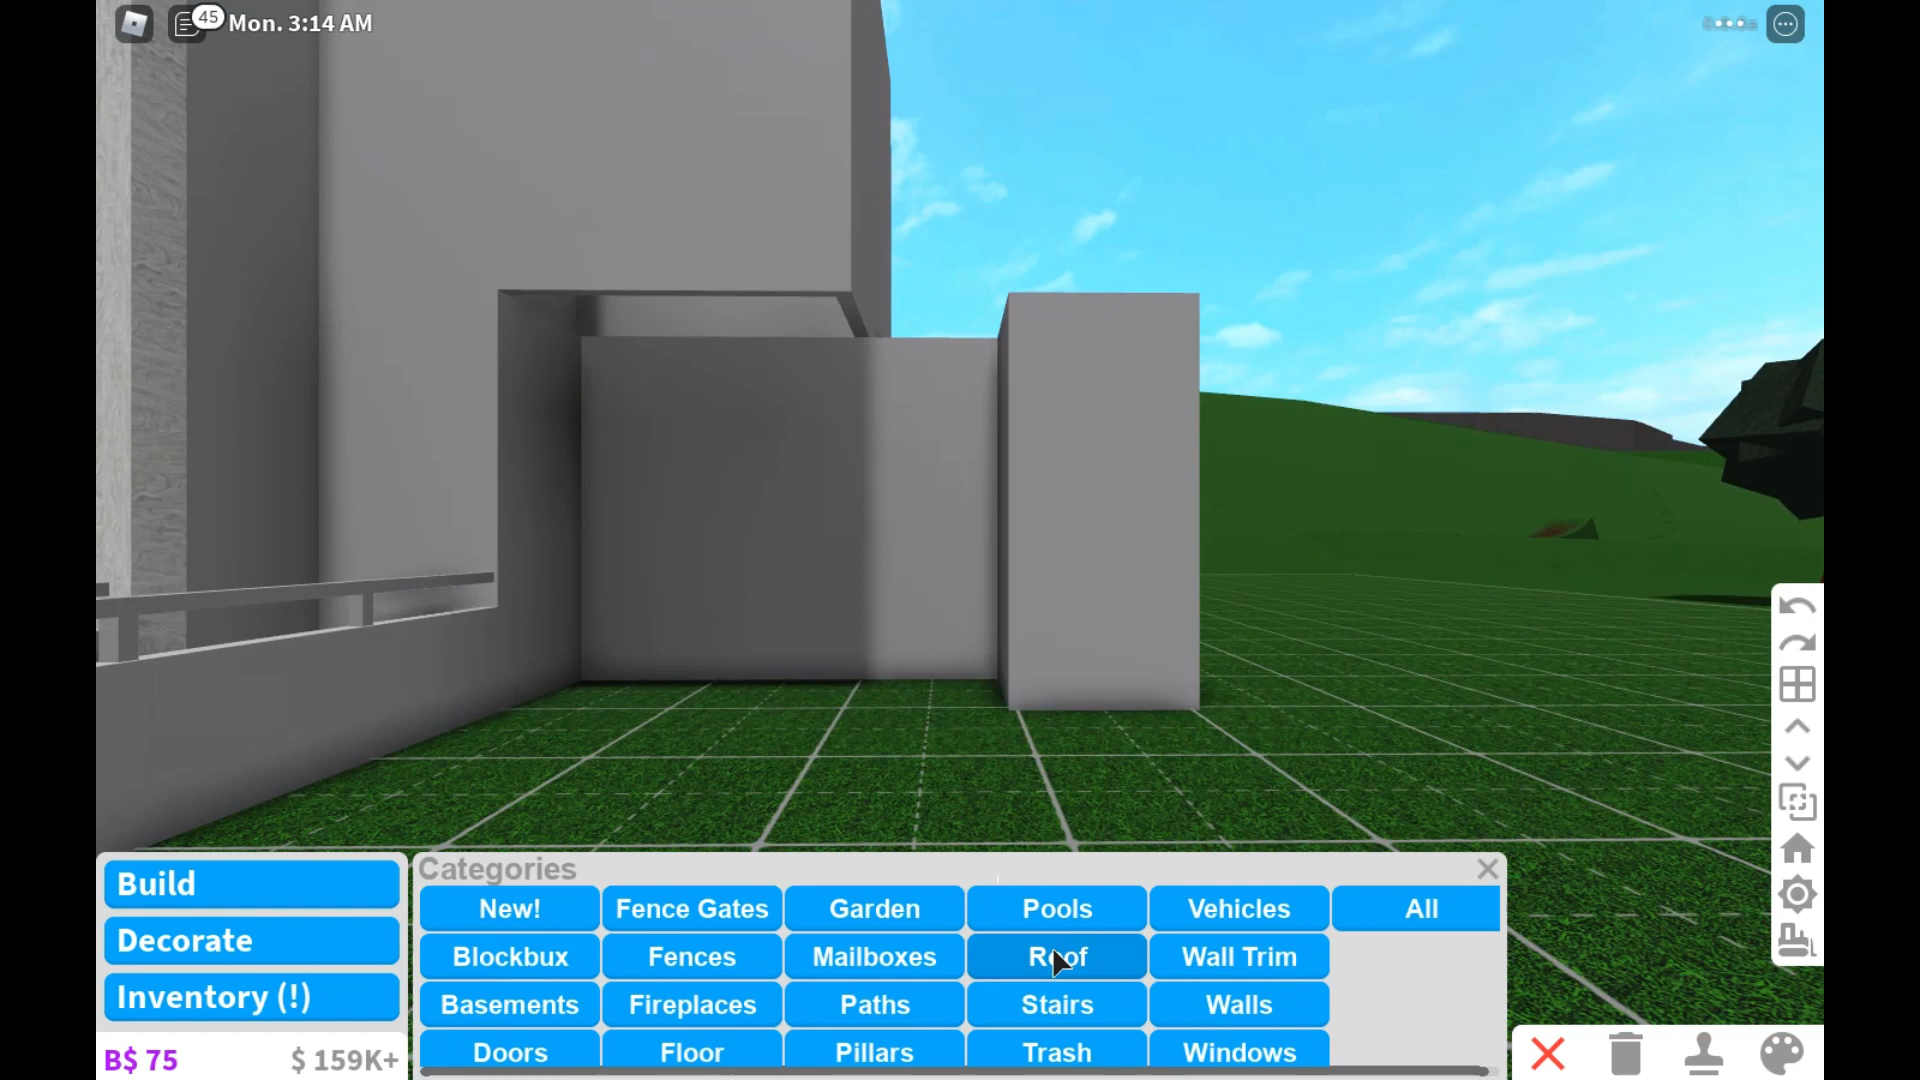 45 Mon. 3:14 AM
Build
Decorate
Inventory (!)
B$ 75 $ 159K+
Categories
New! Fence Gates Garden Pools Vehicles All
Blockbux Fences Mailboxes Roof Wall Trim
Basements Fireplaces Paths Stairs Walls
Doors Floor Pillars Trash Windows